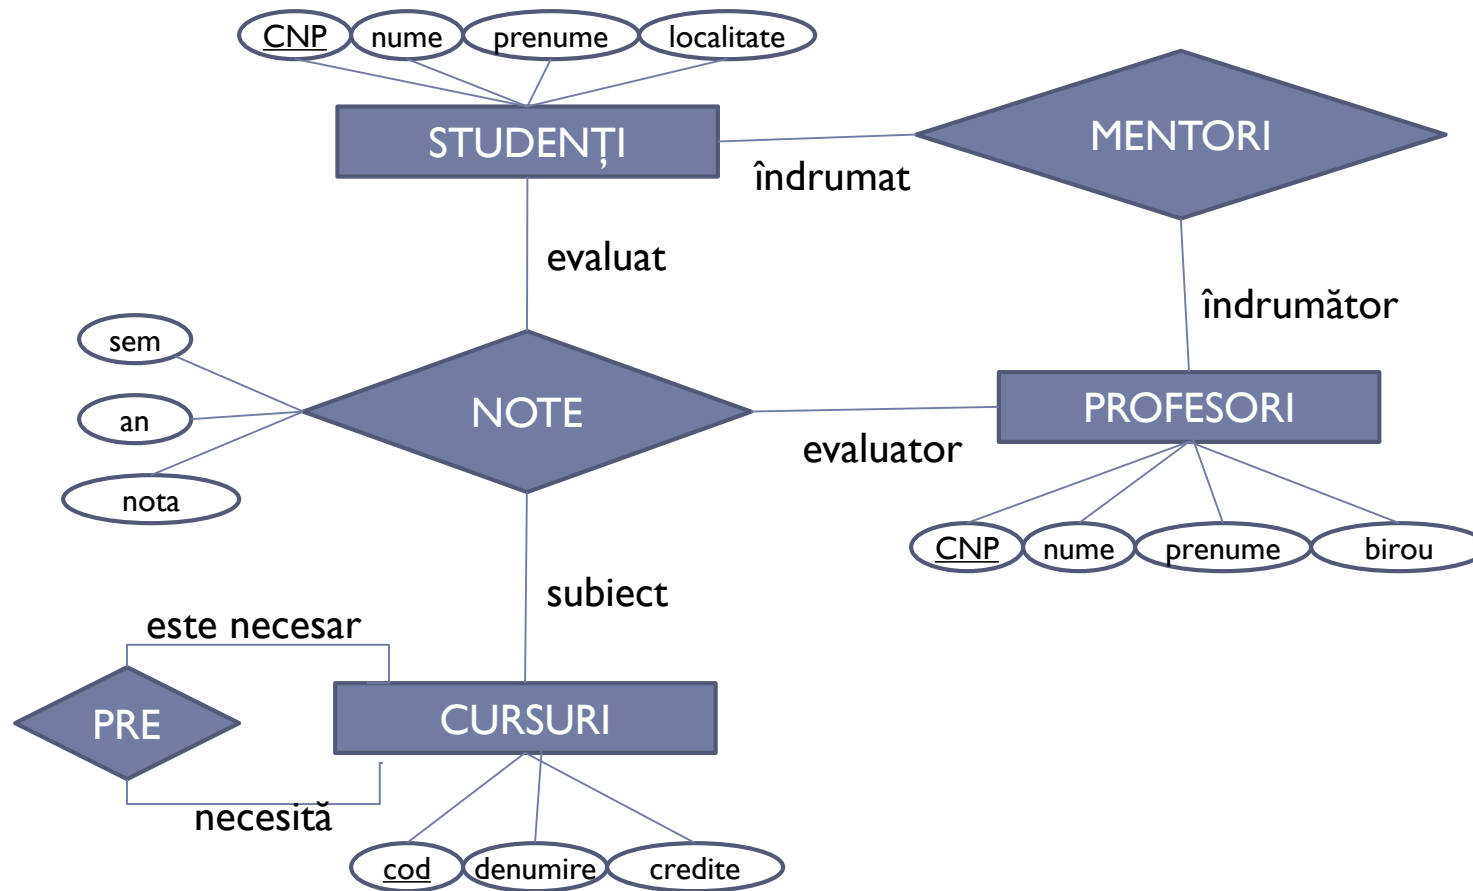 CNP
nume
prenume
localitate
STUDENȚI
MENTORI
îndrumat
evaluat
îndrumător
sem
an
nota
NOTE
evaluator
PROFESORI
CNP
nume
prenume
birou
subiect
este necesar
PRE
CURSURI
necesită
cod
denumire
credite